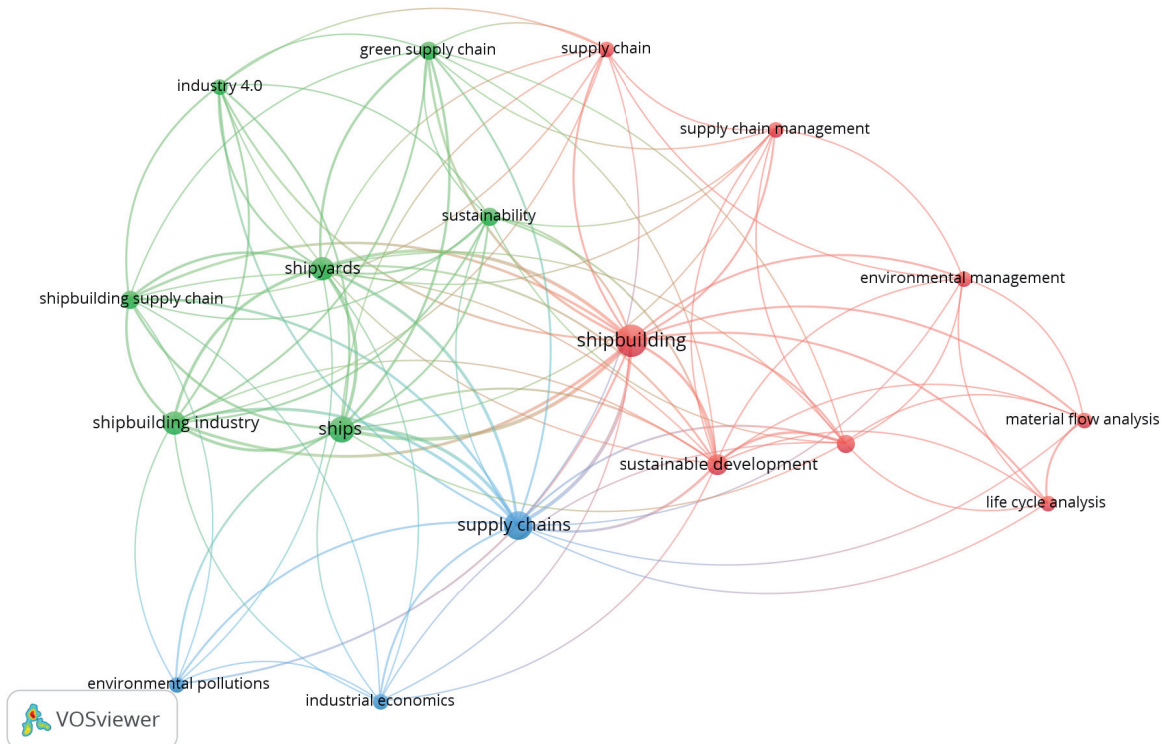 green supply chain
supply chain
industry 4.0
supply chain management
sustainability
shipyards
environmental management
shipbuilding supply chain
shipbuilding
shipbuilding industry
ships
material flow analysis
sustainable development
life cycle analysis
supply chains
environmental pollutions
industrial economics
VOSviewer